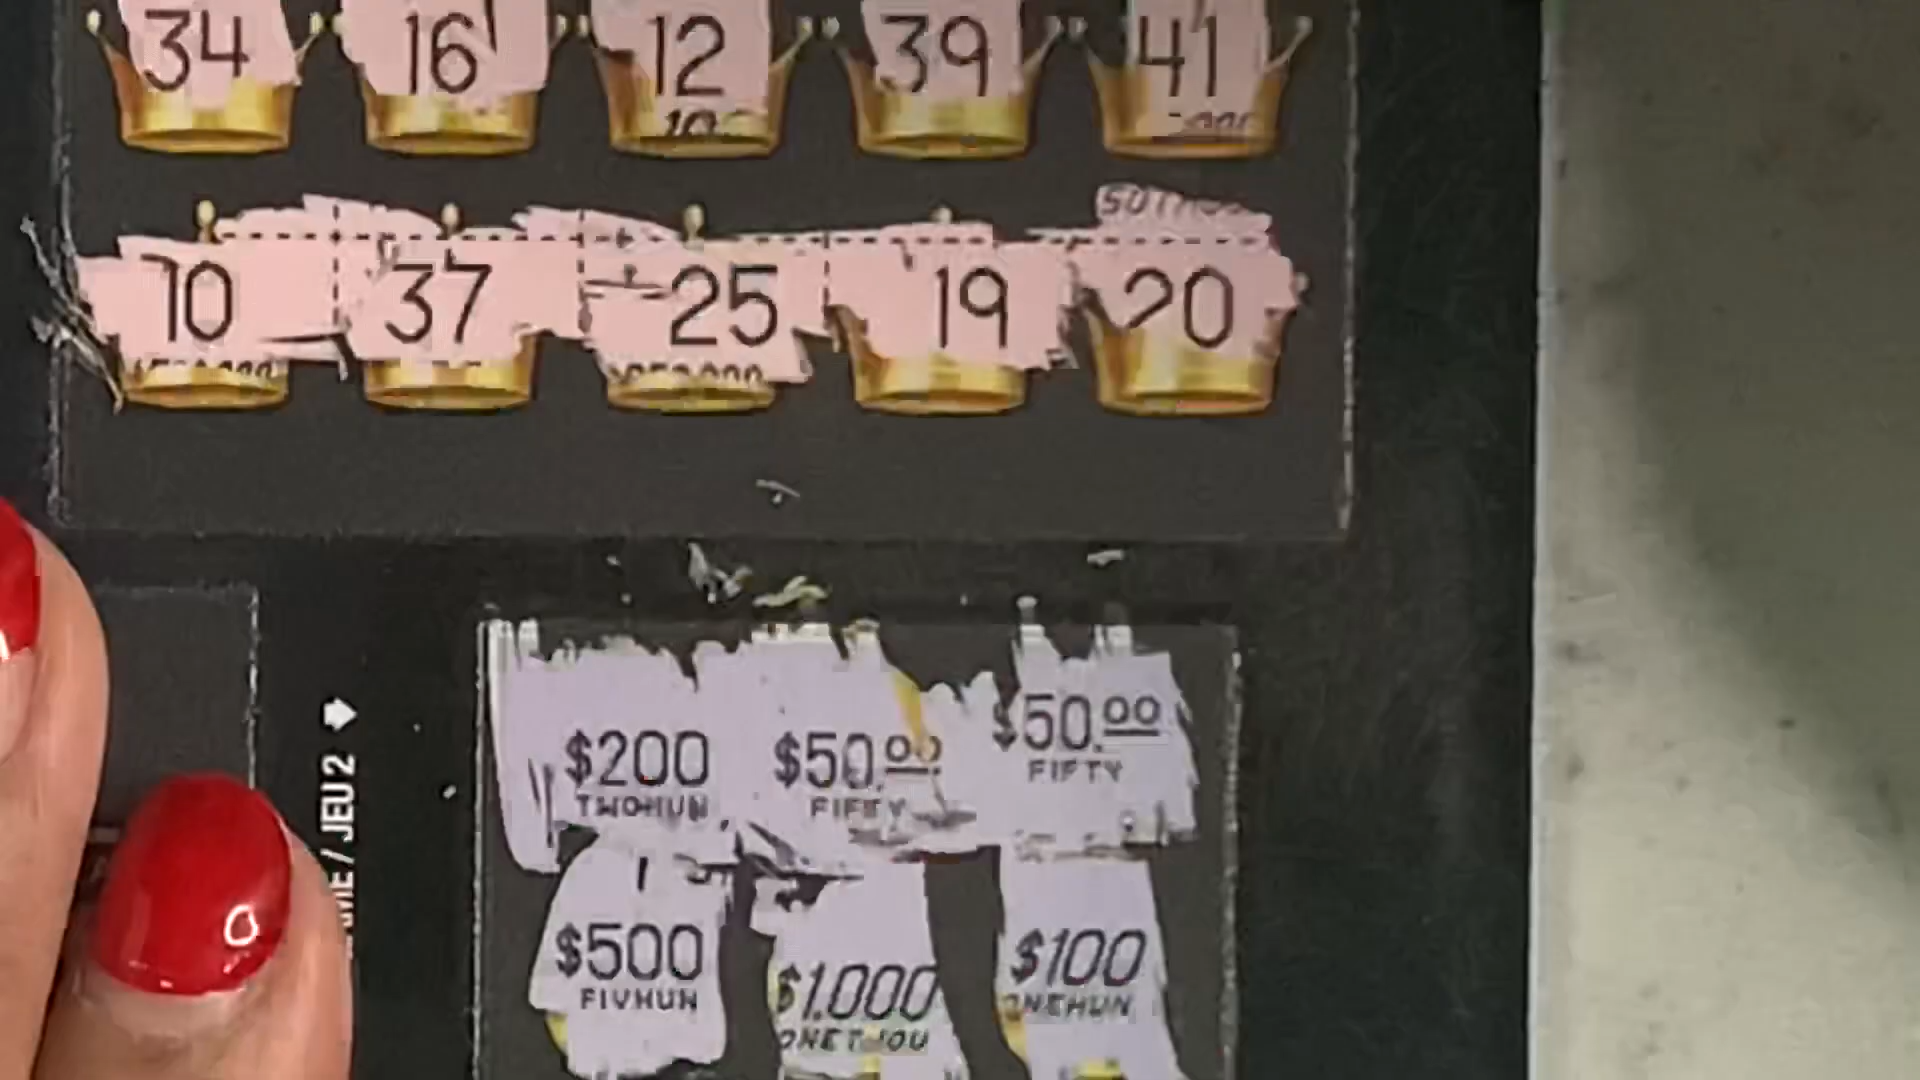 34 16 12 39 41
10 37 25 19 20
JEU 2
$200 $50.00 $50.00
TWOHUN FIFTY FIFTY
$500 $1.000 $100
FIVHUN ONEHUN